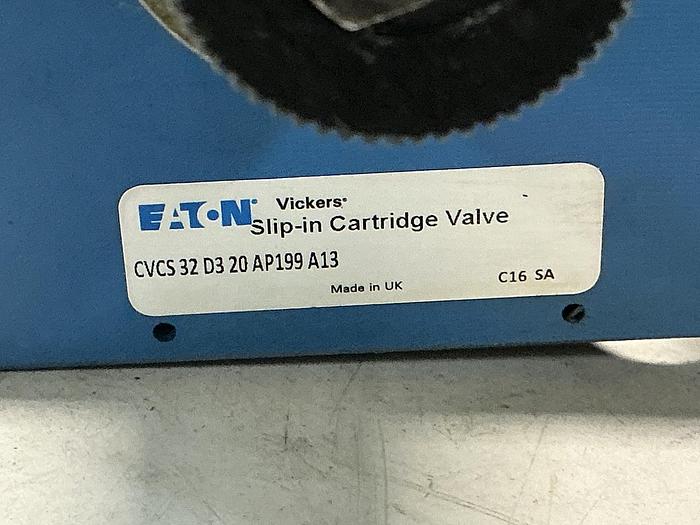 EATON Vickers
Slip-in Cartridge Valve
CVCS 32 D3 20 AP199 A13
Made in UK
C16 SA